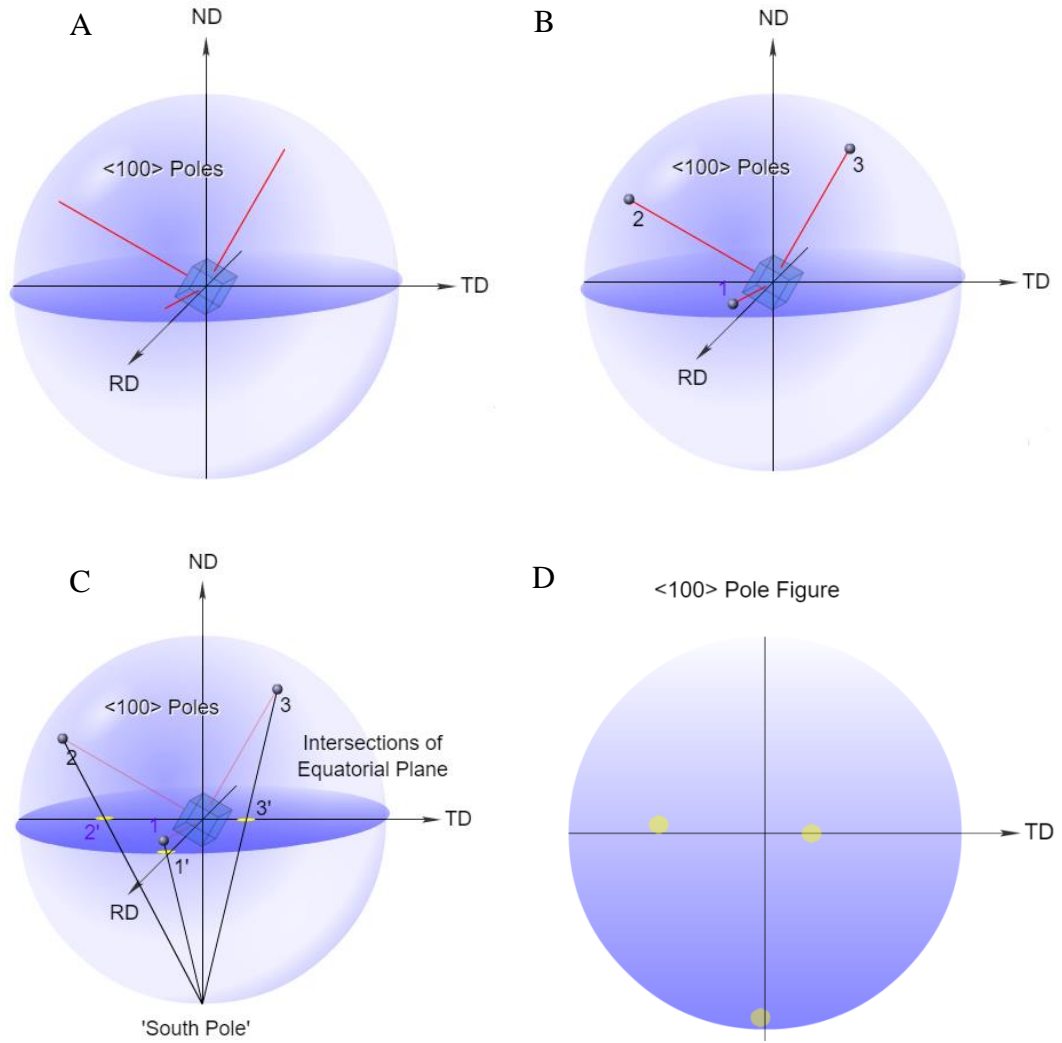 A
ND
<100> Poles
TD
RD
B
ND
<100> Poles
3
2
1
TD
RD
C
ND
<100> Poles
3
2
Intersections of
Equatorial Plane
1
2'
3'
TD
1'
RD
'South Pole'
D
<100> Pole Figure
TD